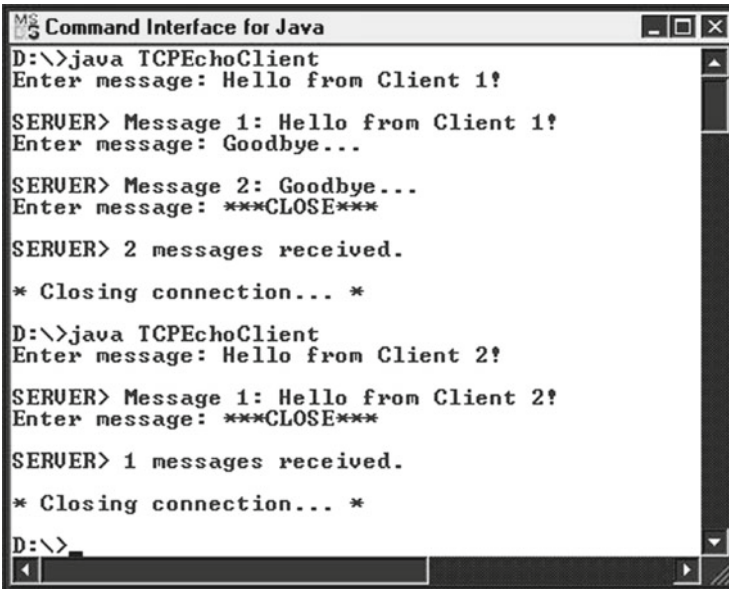 MS DS Command Interface for Java
D:\>java TCPEchoClient
Enter message: Hello from Client 1!
SERVER> Message 1: Hello from Client 1!
Enter message: Goodbye...
SERVER> Message 2: Goodbye...
Enter message: ***CLOSE***
SERVER> 2 messages received.
* Closing connection... *
D:\>java TCPEchoClient
Enter message: Hello from Client 2!
SERVER> Message 1: Hello from Client 2!
Enter message: ***CLOSE***
SERVER> 1 messages received.
* Closing connection... *
D:\>_